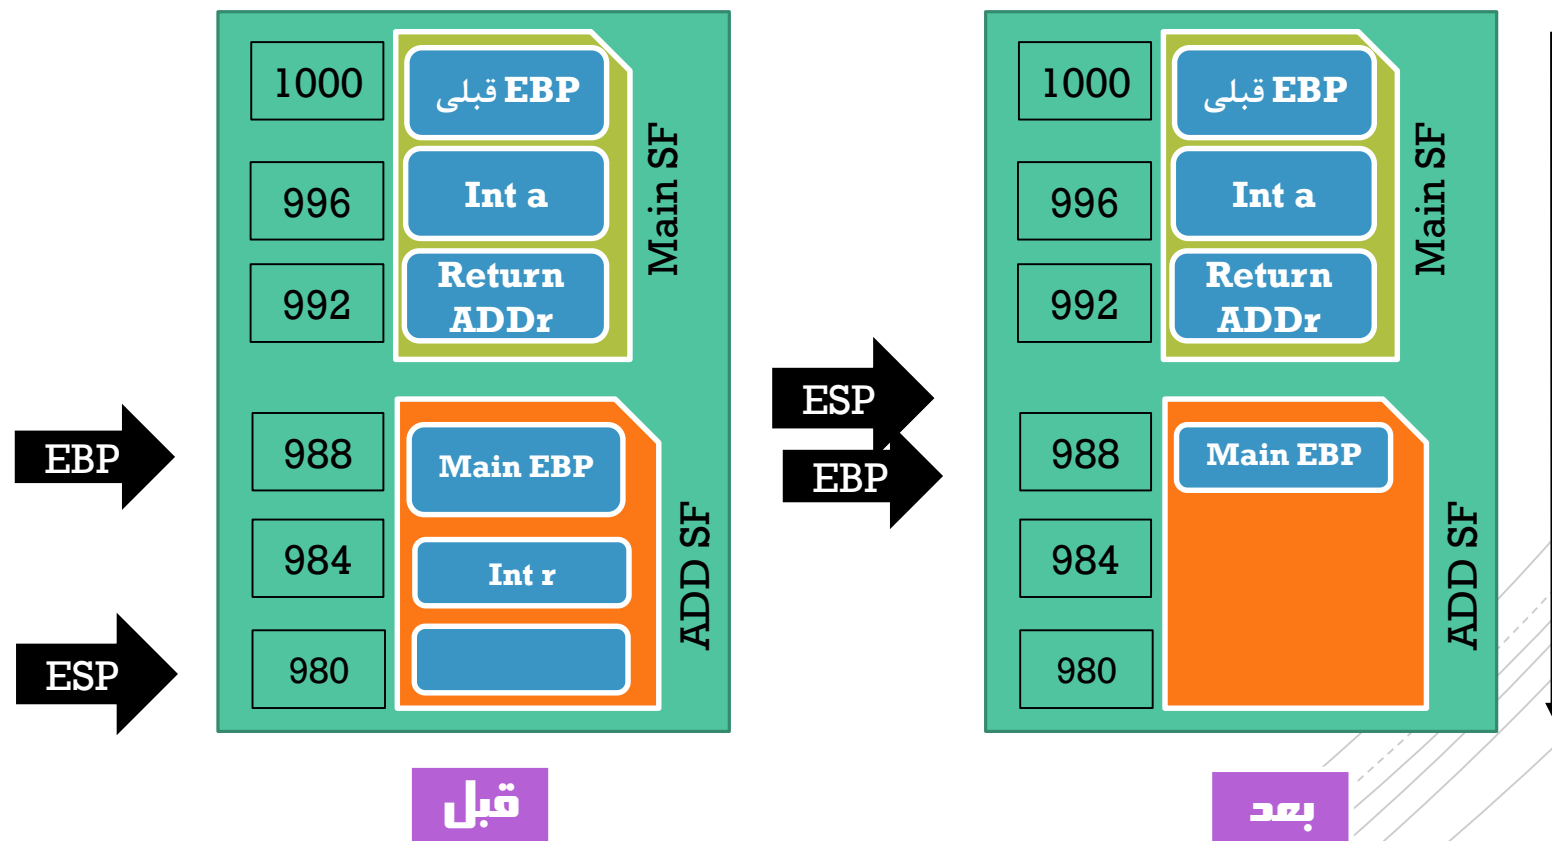 1000
EBP قبلی
996
Int a
992
Return
ADDr
Main SF
EBP
988
Main EBP
984
Int r
ESP
980
ADD SF
قبل
1000
EBP قبلی
996
Int a
992
Return
ADDr
Main SF
ESP
EBP
988
Main EBP
984
980
ADD SF
بعد